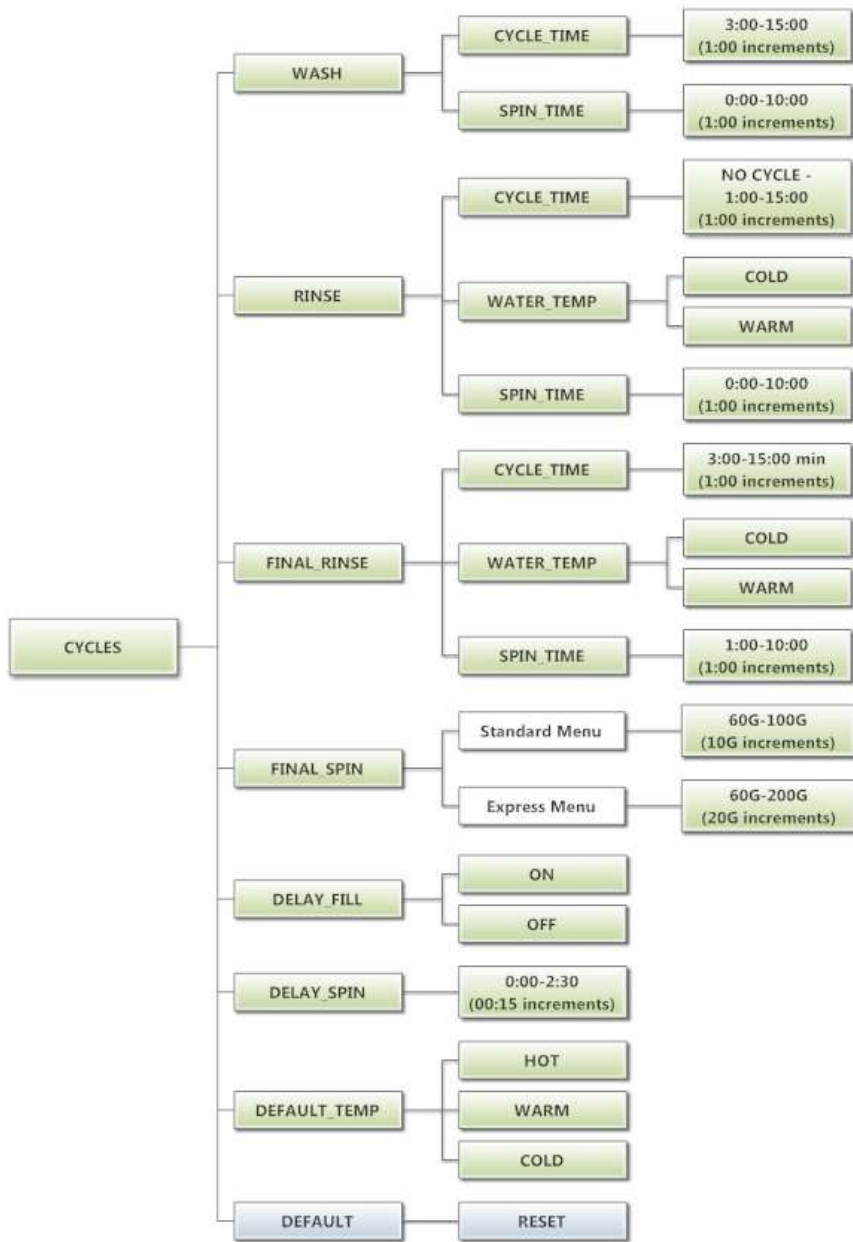 CYCLES
WASH
CYCLE_TIME
3:00-15:00
(1:00 increments)
SPIN_TIME
0:00-10:00
(1:00 increments)
RINSE
CYCLE_TIME
NO CYCLE -
1:00-15:00
(1:00 increments)
WATER_TEMP
COLD
WARM
SPIN_TIME
0:00-10:00
(1:00 increments)
FINAL_RINSE
CYCLE_TIME
3:00-15:00 min
(1:00 increments)
WATER_TEMP
COLD
WARM
SPIN_TIME
1:00-10:00
(1:00 increments)
FINAL_SPIN
Standard Menu
60G-100G
(10G increments)
Express Menu
60G-200G
(20G increments)
DELAY_FILL
ON
OFF
DELAY_SPIN
0:00-2:30
(00:15 increments)
DEFAULT_TEMP
HOT
WARM
COLD
DEFAULT
RESET